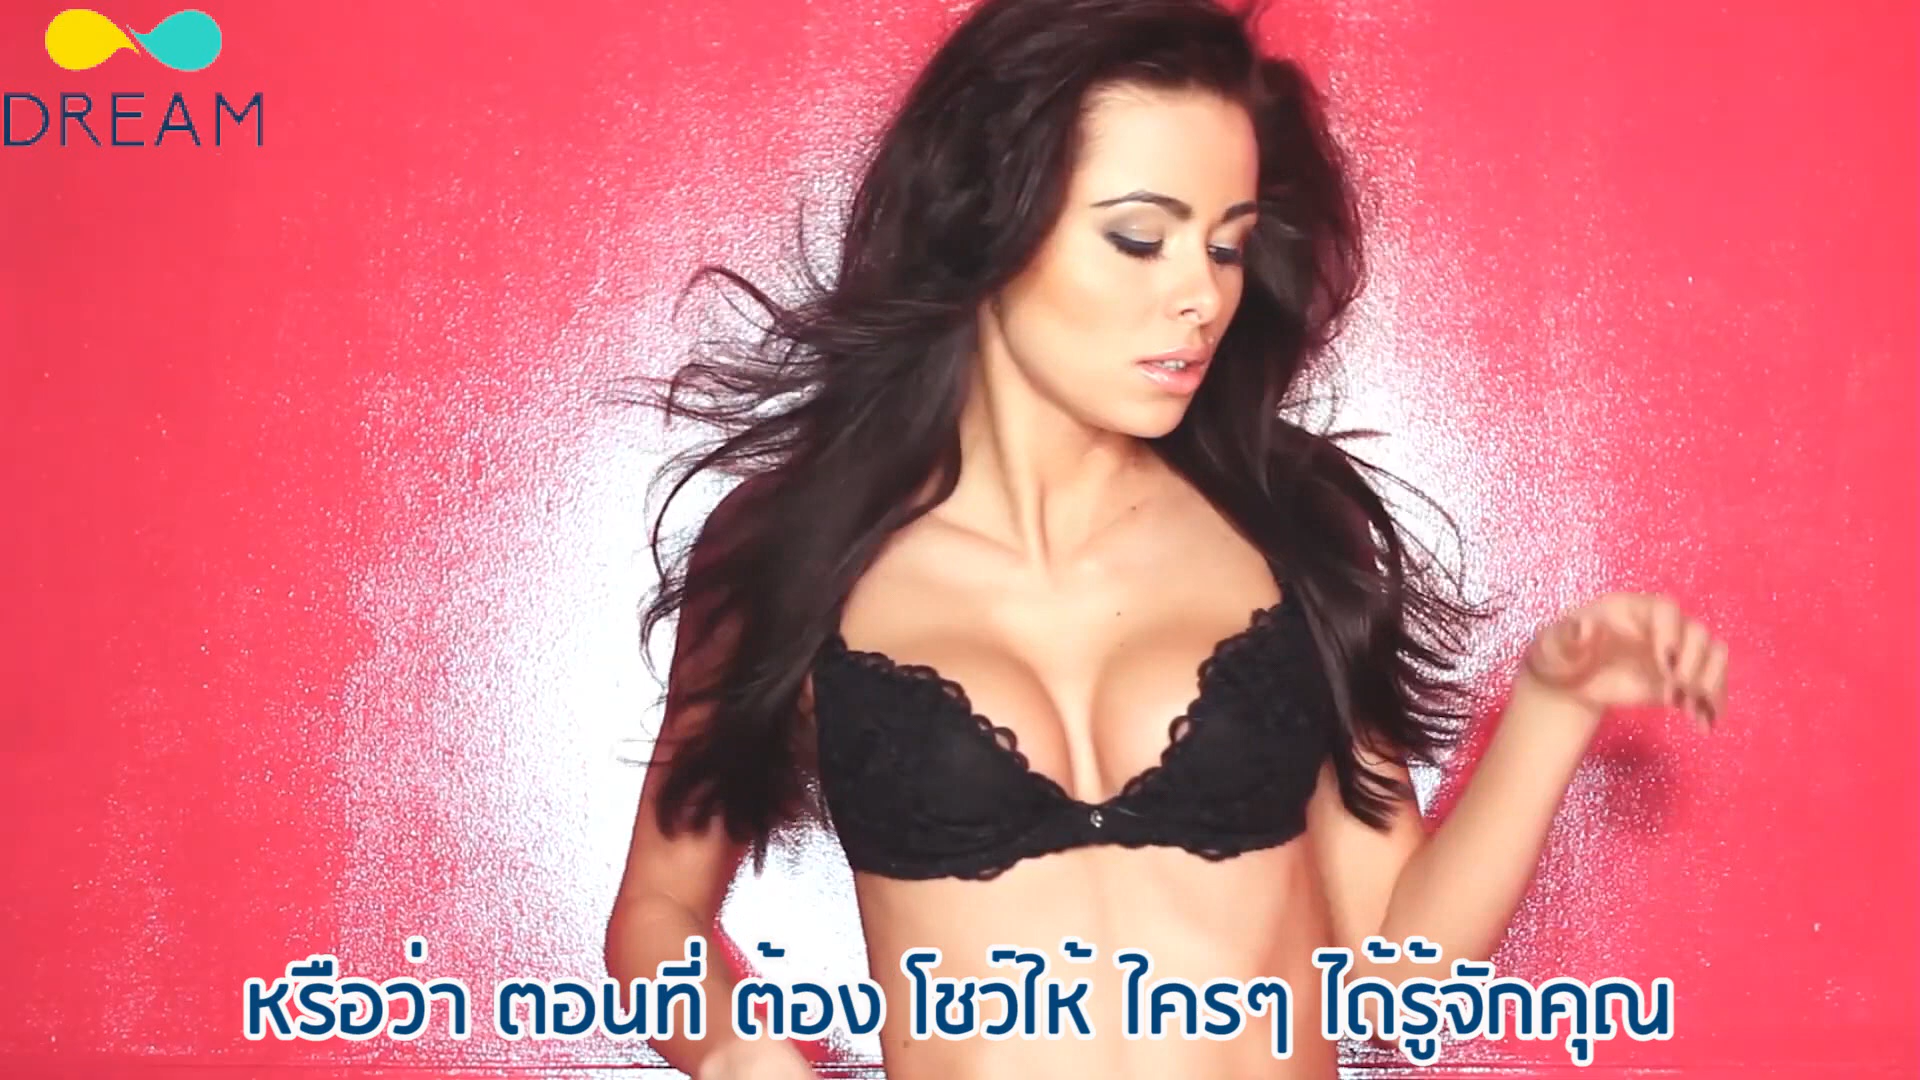 DREAM
หรือว่า ตอนที่ ต้อง โชว์ให้ ใครๆ ได้รู้จักคุณ